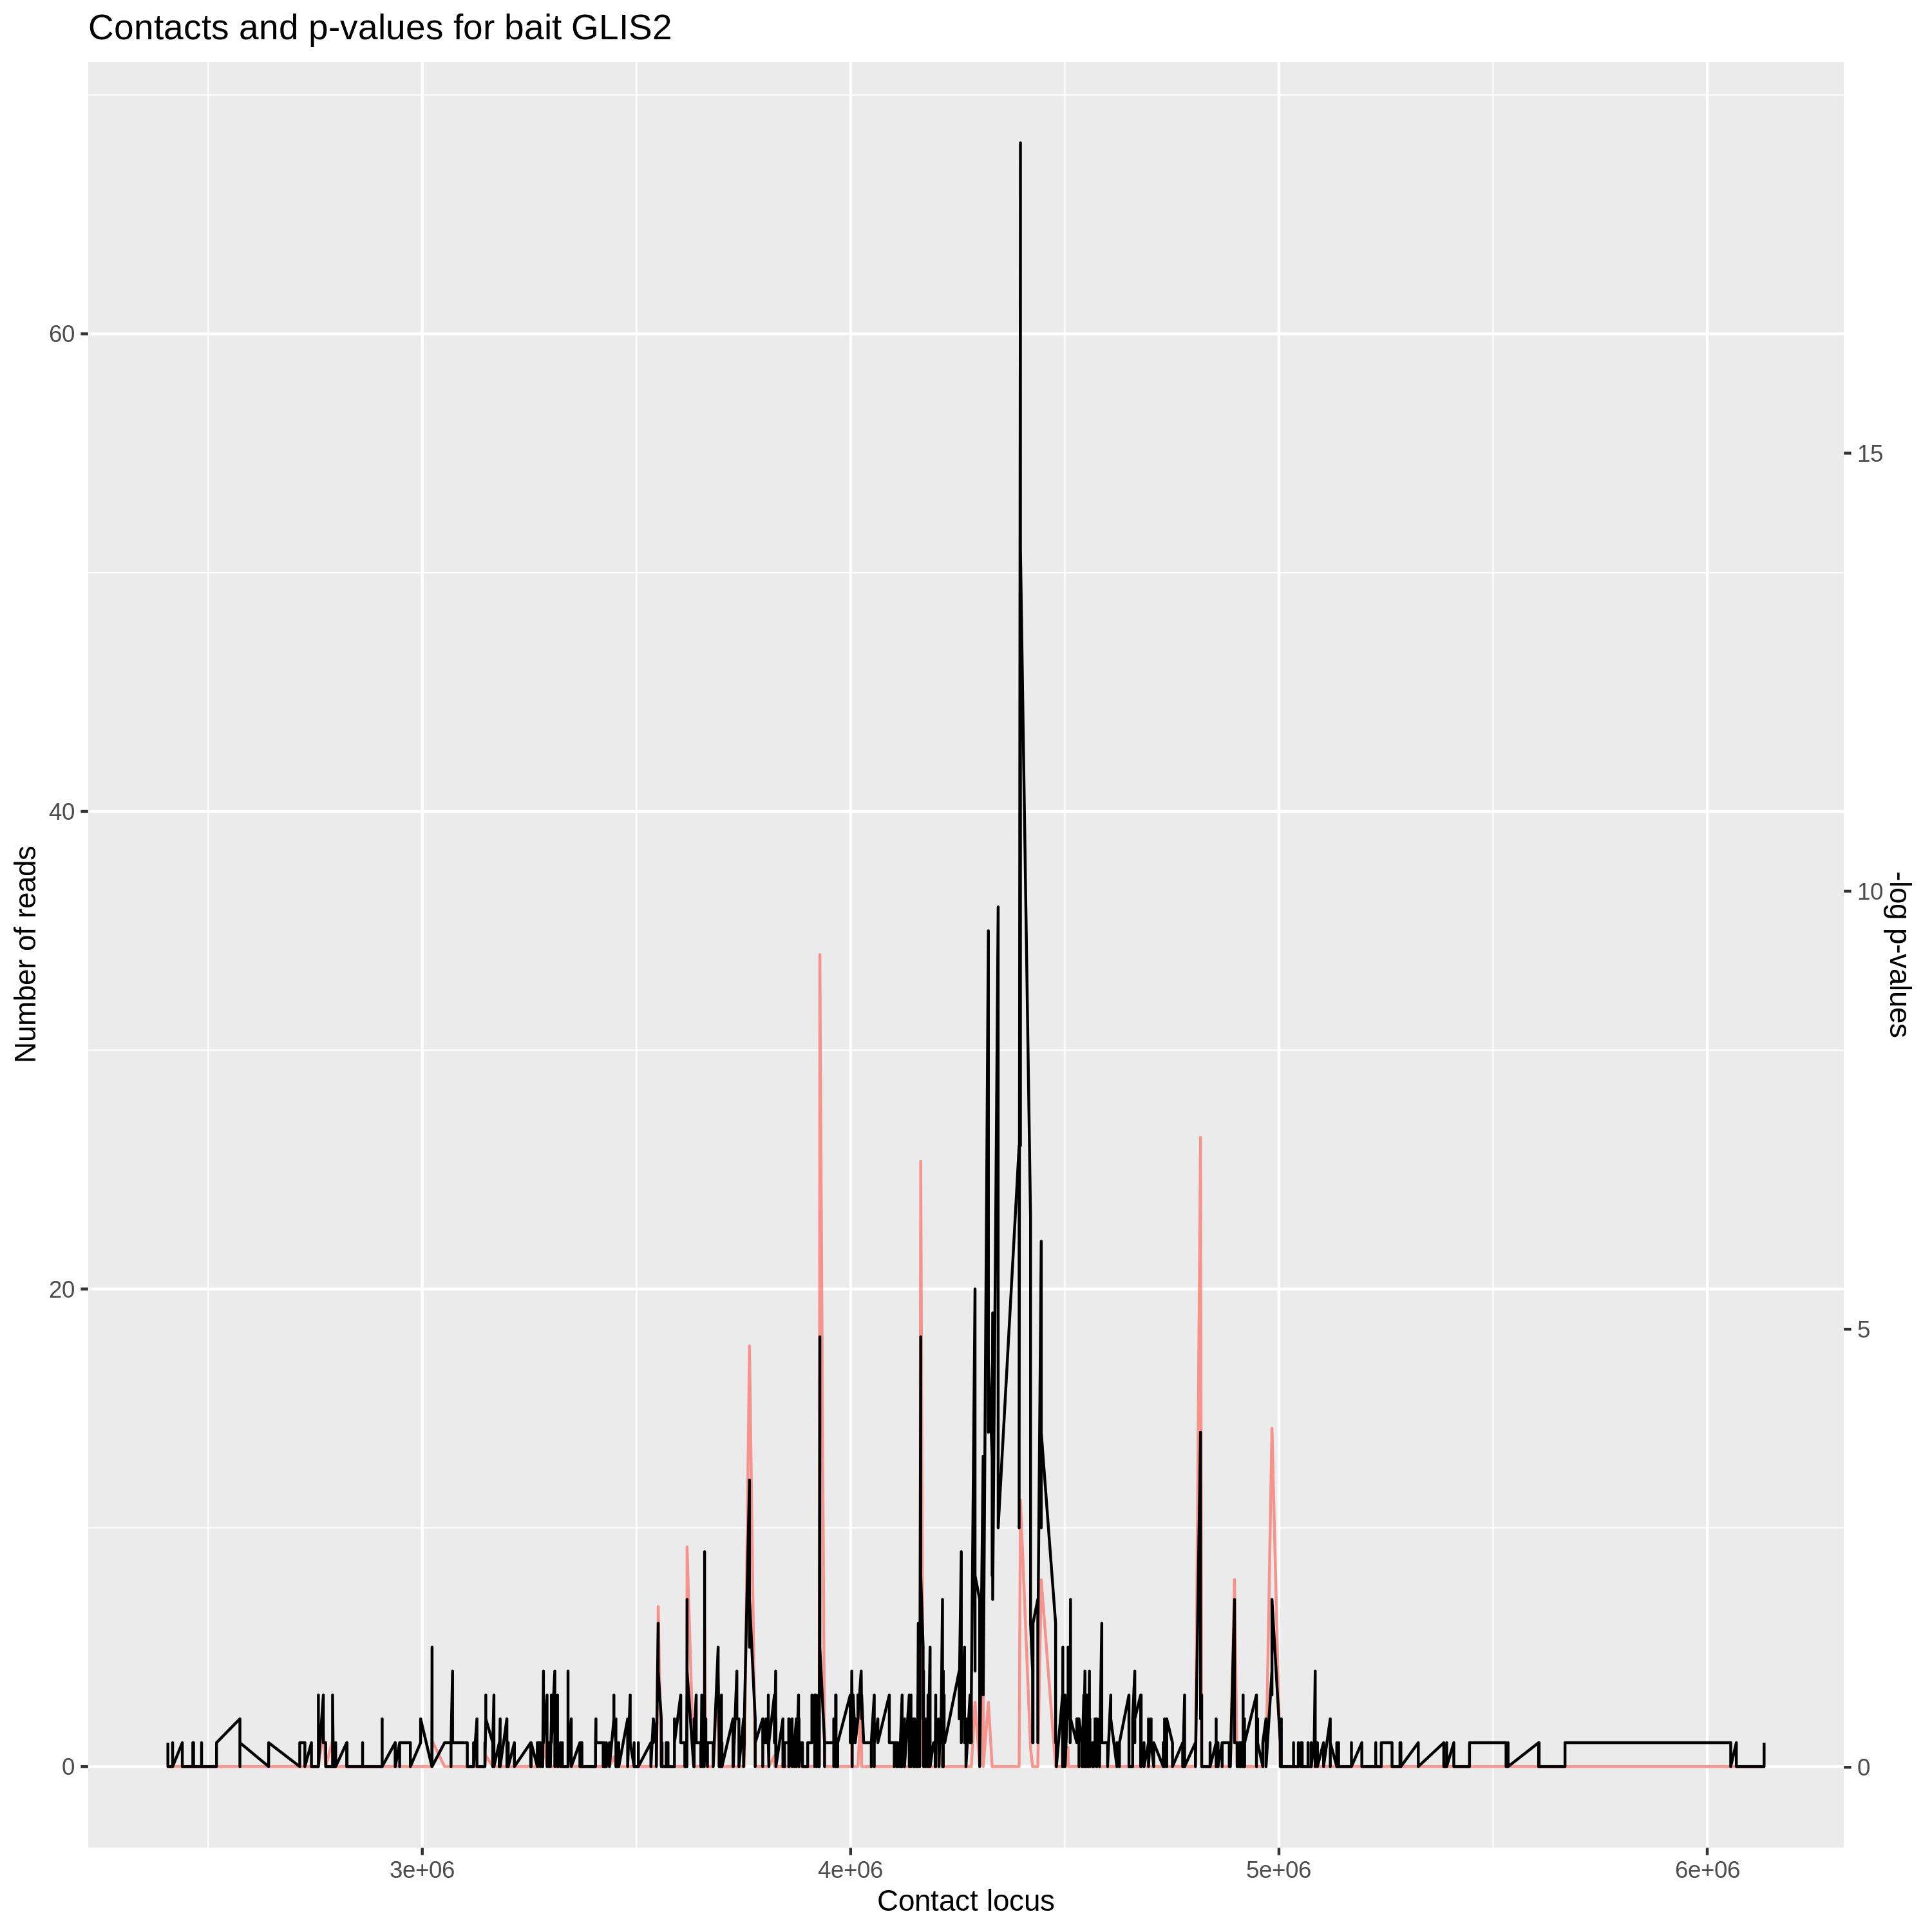 Contacts and p-values for bait GLIS2
60
40
20
0
15
10
5
0
Number of reads
-log p-values
3e+06
4e+06
5e+06
6e+06
Contact locus